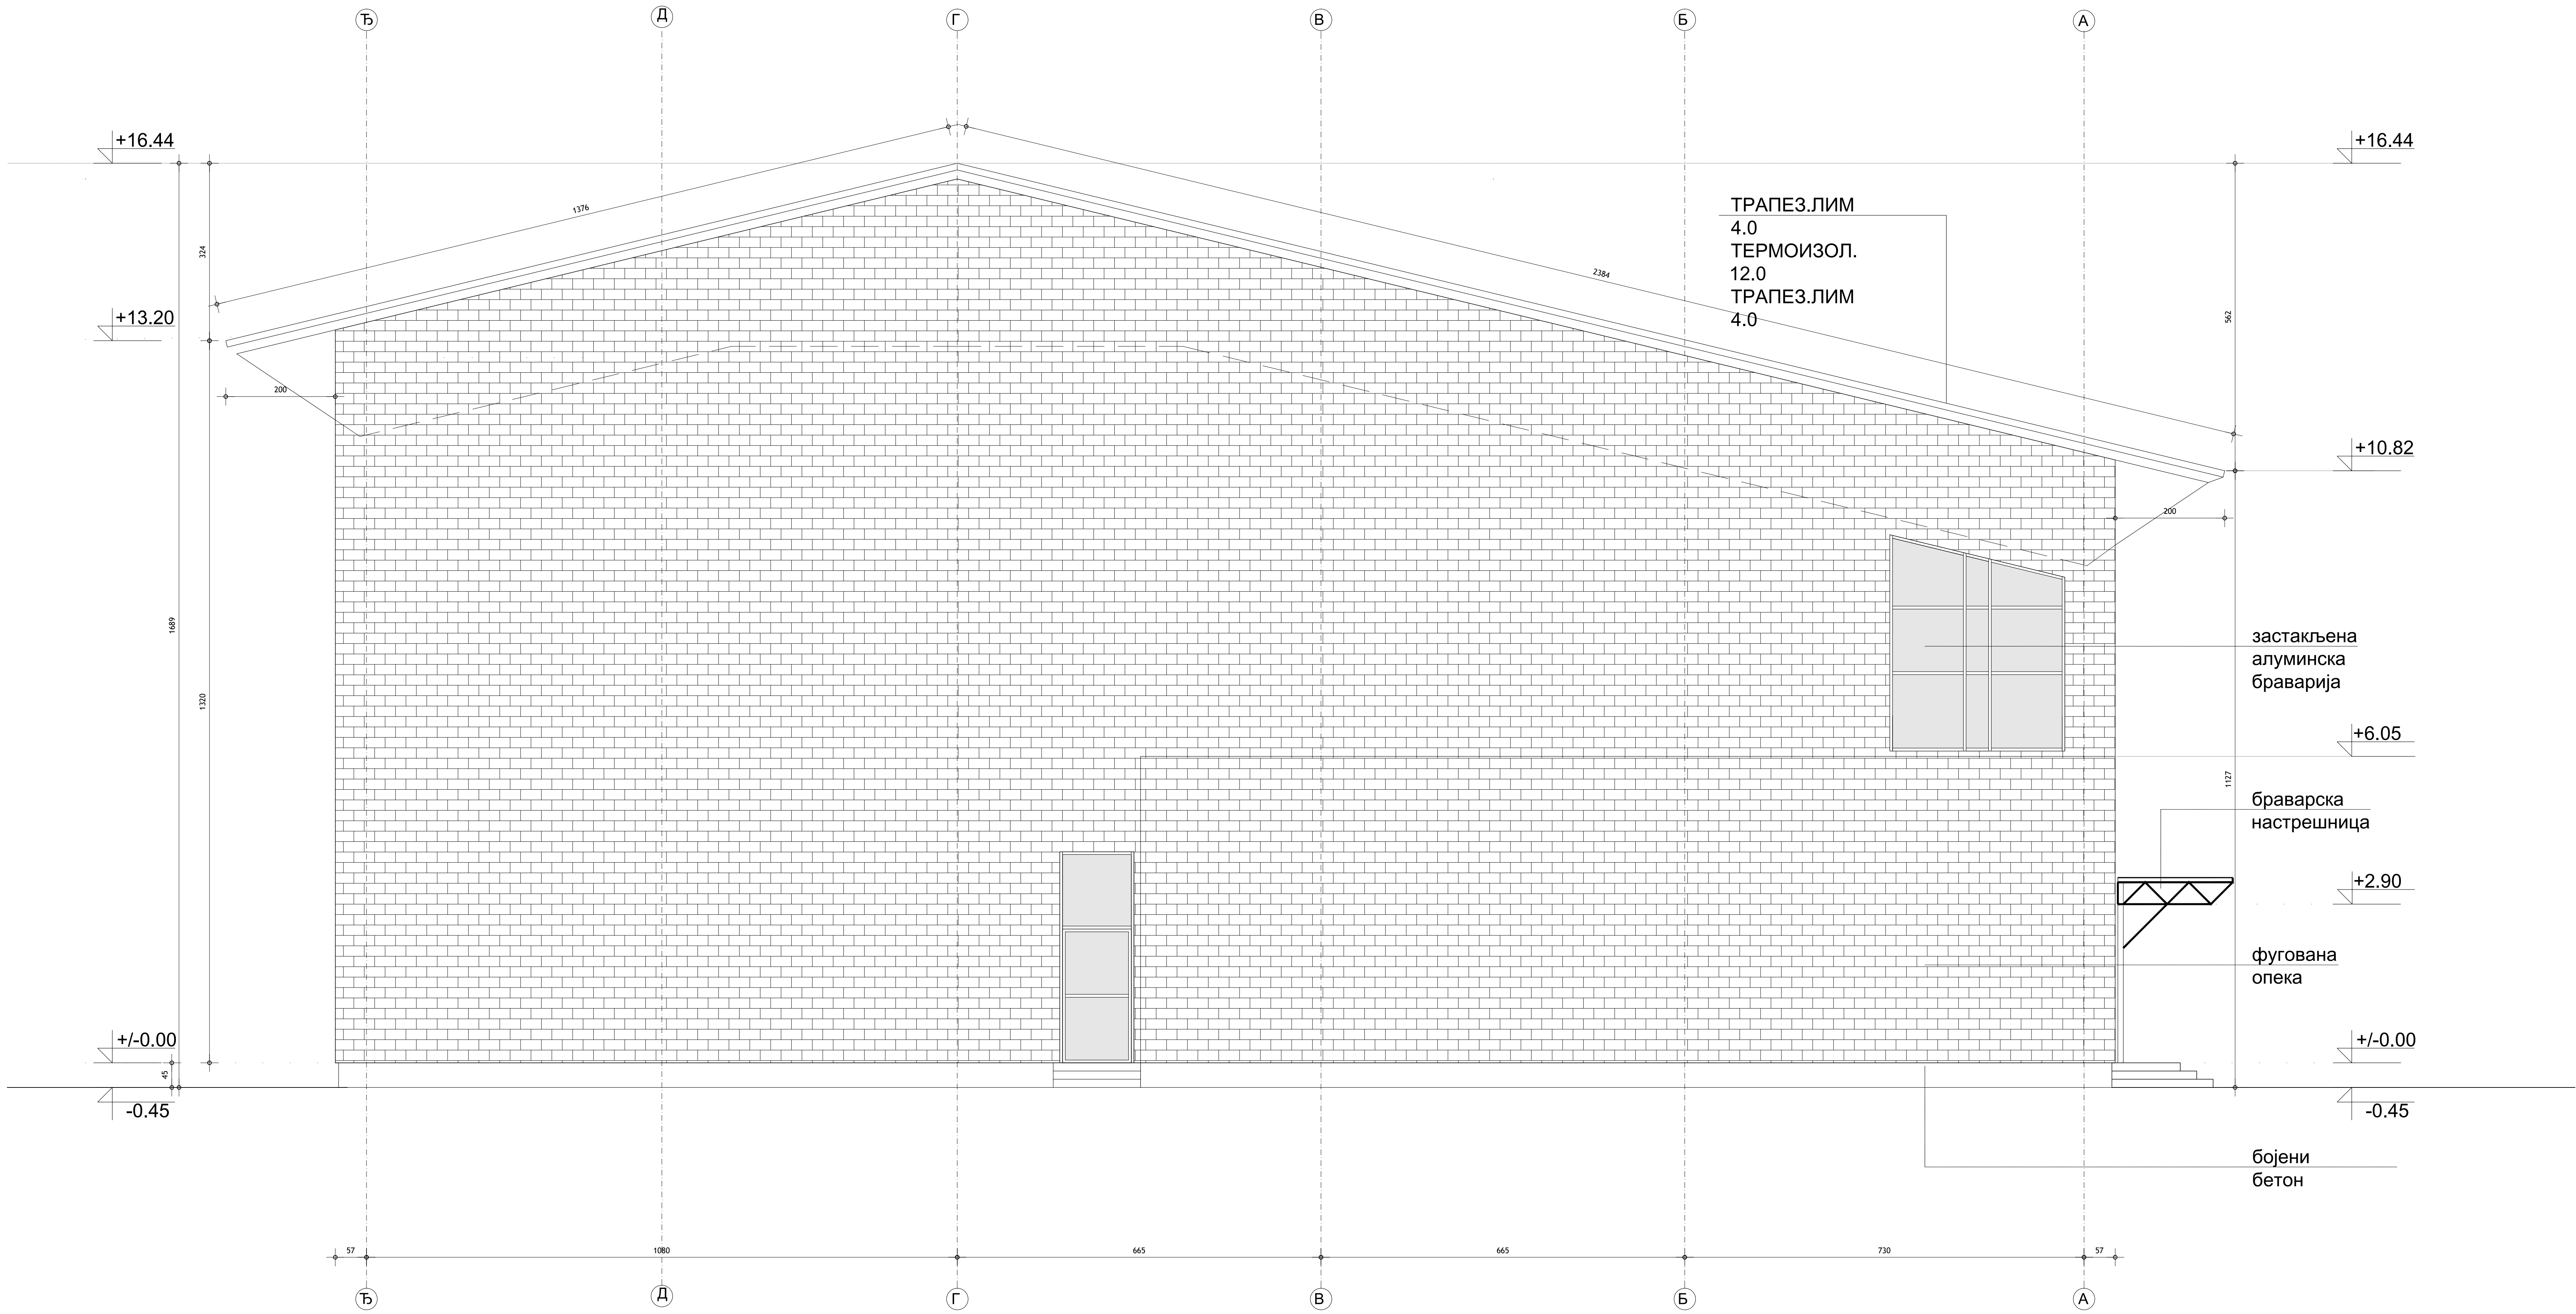 Ђ Д Г В Б А
+16.44 +16.44
1376
ТРАПЕЗ.ЛИМ
4.0
ТЕРМОИЗОЛ.
12.0
ТРАПЕЗ.ЛИМ
4.0
324
2384
+13.20
562
200
+10.82
200
1689
застакљена
алуминска
браварија
1320
+6.05
1127
браварска
настрешница
+2.90
фугована
опека
+/-0.00 +/-0.00
45
-0.45 -0.45
бојени
бетон
57 1080 665 665 730 57
Ђ Д Г В Б А